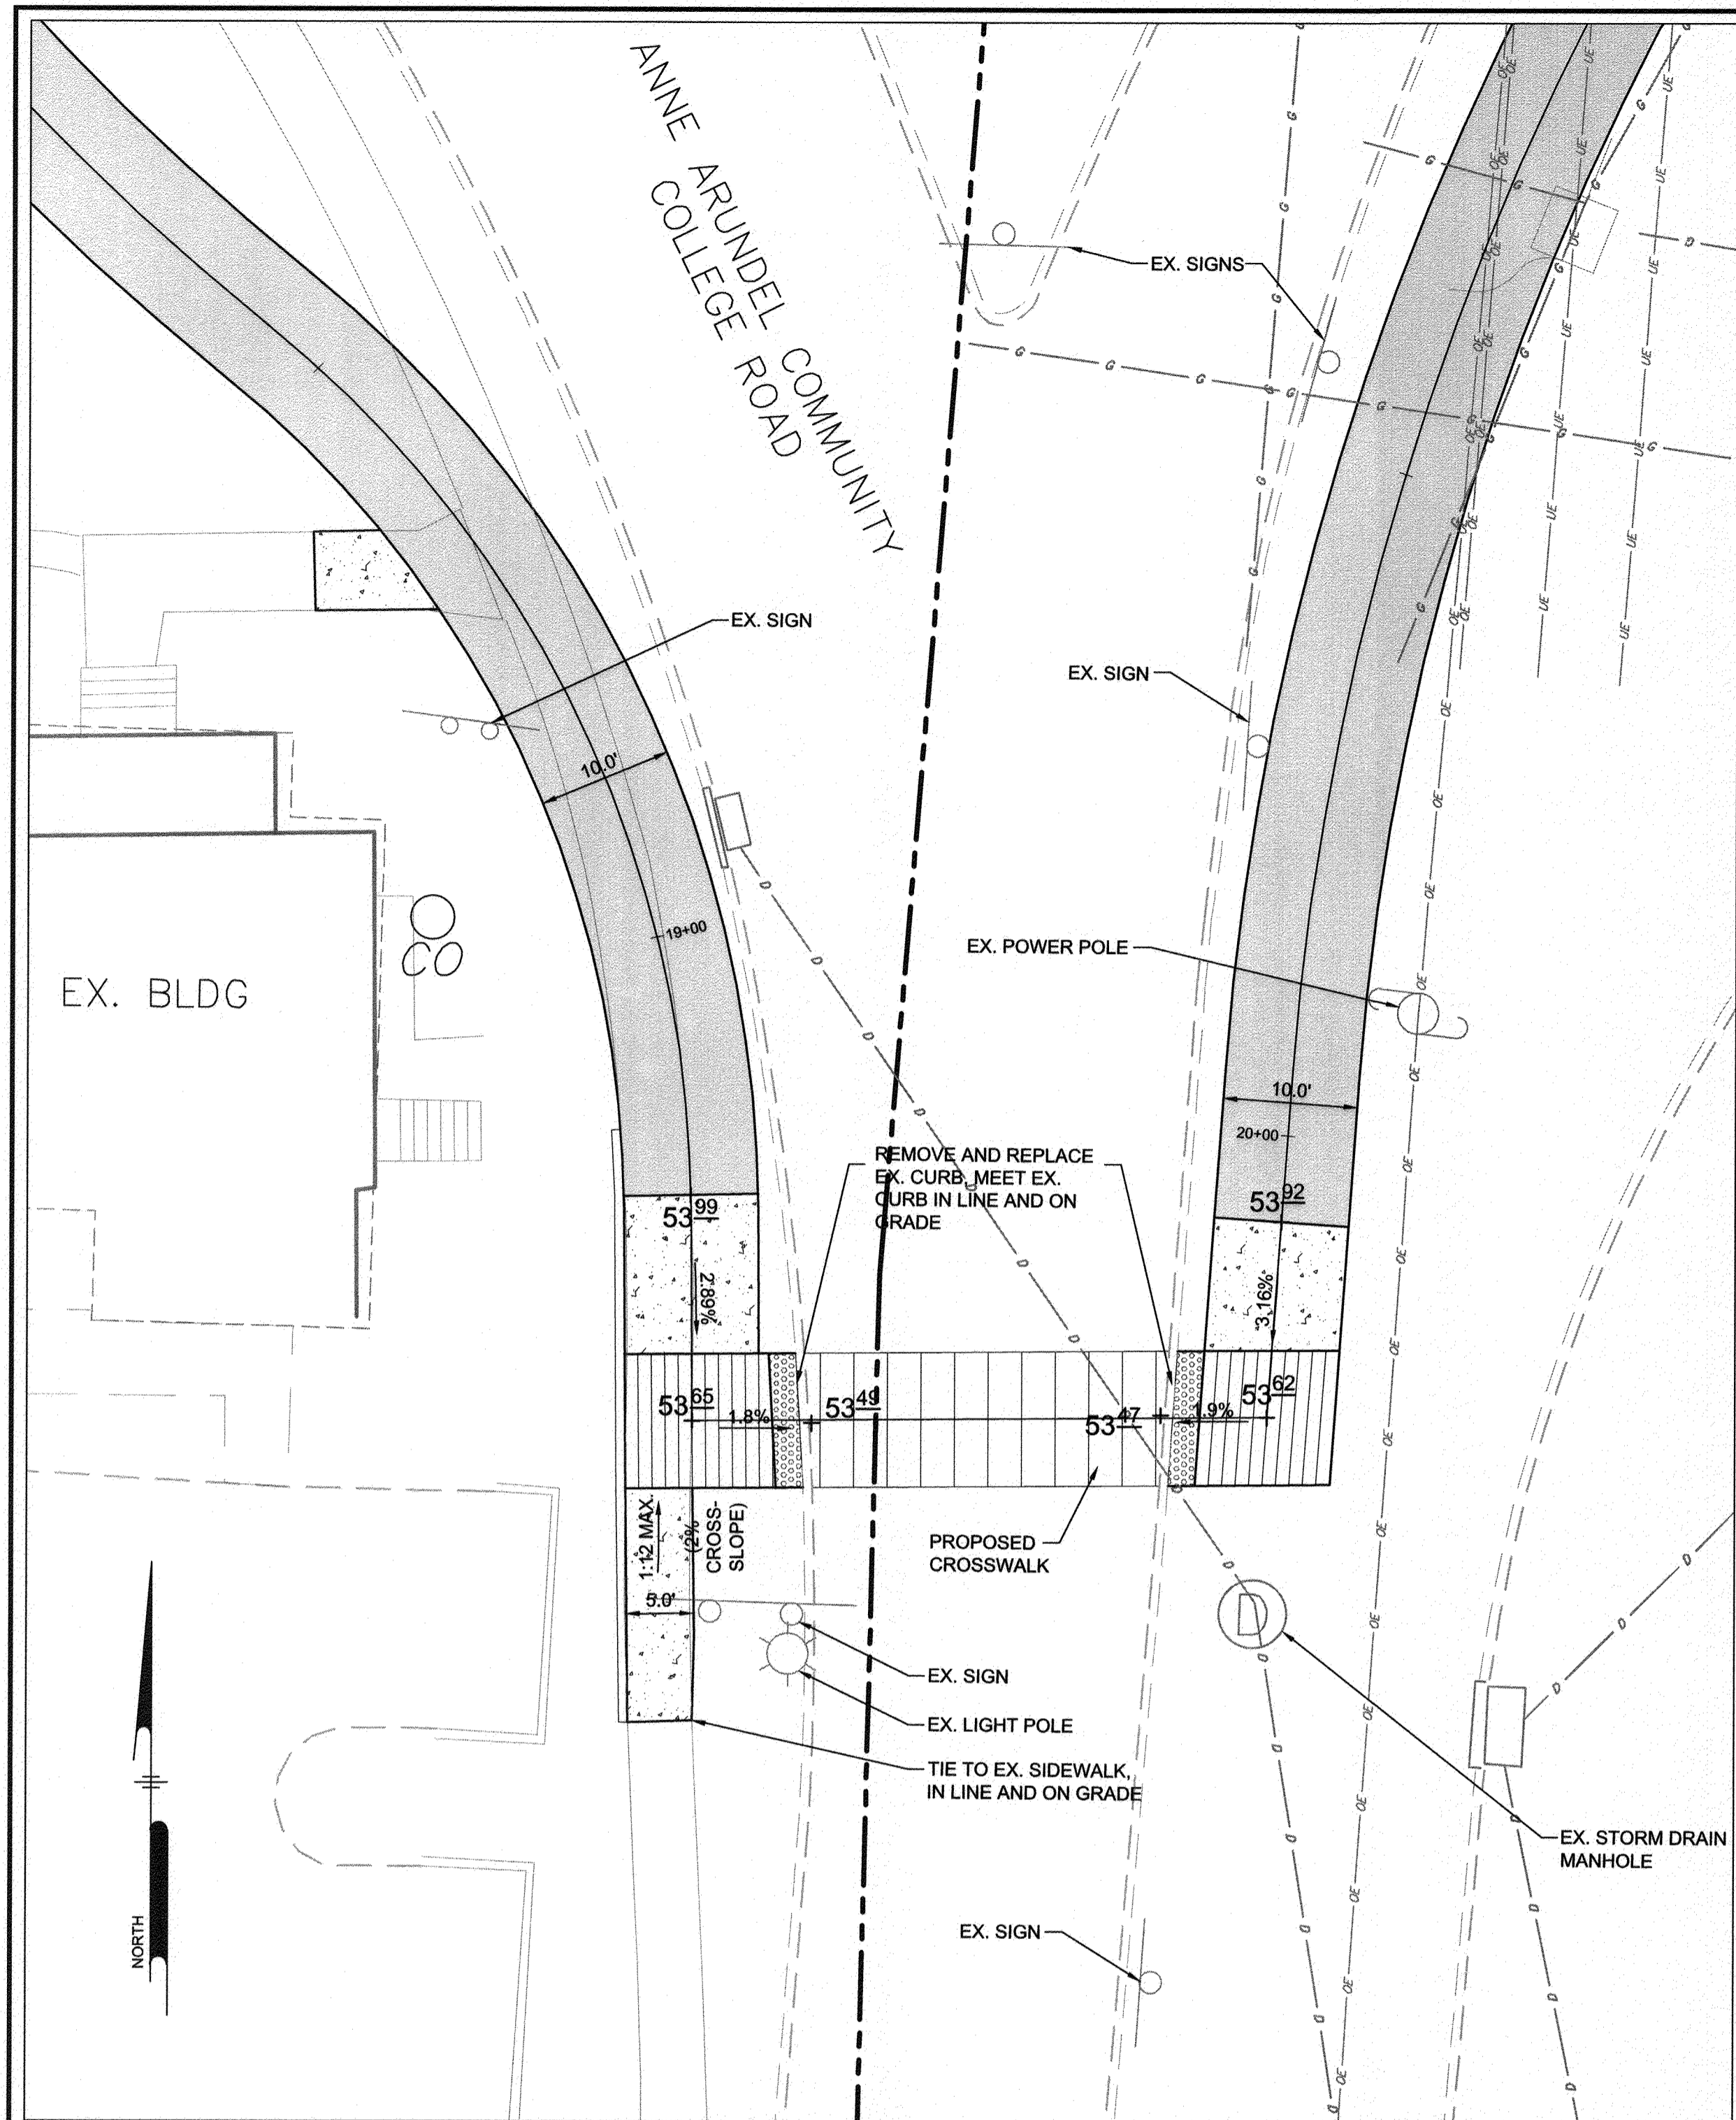 ANNE ARUNDEL COMMUNITY
COLLEGE ROAD
EX. SIGNS
EX. SIGN
EX. SIGN
10.0'
19+00
CO
EX. BLDG
EX. POWER POLE
10.0'
20+00
REMOVE AND REPLACE
EX. CURB, MEET EX.
CURB IN LINE AND ON
GRADE
53 99
53 92
2.89%
3.16%
53 65
1.8%
53 49
53 47
1.9%
53 62
1:12 MAX.
(2%
CROSS-
SLOPE)
PROPOSED
CROSSWALK
5.0'
D
EX. SIGN
EX. LIGHT POLE
TIE TO EX. SIDEWALK,
IN LINE AND ON GRADE
EX. STORM DRAIN
MANHOLE
EX. SIGN
NORTH
G
OE
UE
D